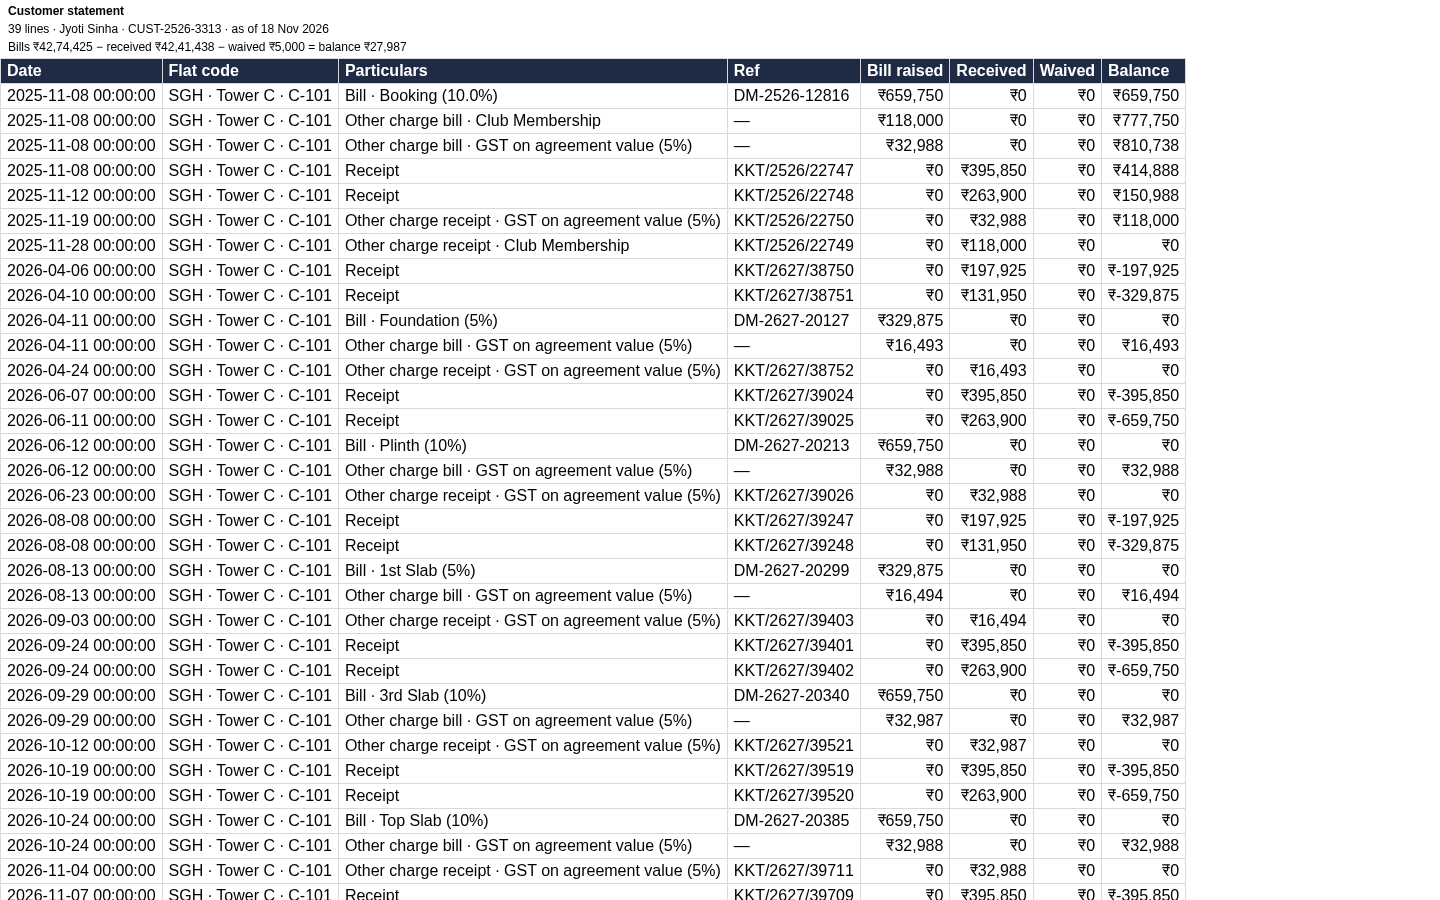 Customer statement
39 lines · Jyoti Sinha · CUST-2526-3313 · as of 18 Nov 2026
Bills ₹42,74,425 − received ₹42,41,438 − waived ₹5,000 = balance ₹27,987
Date Flat code Particulars Ref Bill raised Received Waived Balance
2025-11-08 00:00:00 SGH · Tower C · C-101 Bill · Booking (10.0%) DM-2526-12816 ₹659,750 ₹0 ₹0 ₹659,750
2025-11-08 00:00:00 SGH · Tower C · C-101 Other charge bill · Club Membership — ₹118,000 ₹0 ₹0 ₹777,750
2025-11-08 00:00:00 SGH · Tower C · C-101 Other charge bill · GST on agreement value (5%) — ₹32,988 ₹0 ₹0 ₹810,738
2025-11-08 00:00:00 SGH · Tower C · C-101 Receipt KKT/2526/22747 ₹0 ₹395,850 ₹0 ₹414,888
2025-11-12 00:00:00 SGH · Tower C · C-101 Receipt KKT/2526/22748 ₹0 ₹263,900 ₹0 ₹150,988
2025-11-19 00:00:00 SGH · Tower C · C-101 Other charge receipt · GST on agreement value (5%) KKT/2526/22750 ₹0 ₹32,988 ₹0 ₹118,000
2025-11-28 00:00:00 SGH · Tower C · C-101 Other charge receipt · Club Membership KKT/2526/22749 ₹0 ₹118,000 ₹0 ₹0
2026-04-06 00:00:00 SGH · Tower C · C-101 Receipt KKT/2627/38750 ₹0 ₹197,925 ₹0 ₹-197,925
2026-04-10 00:00:00 SGH · Tower C · C-101 Receipt KKT/2627/38751 ₹0 ₹131,950 ₹0 ₹-329,875
2026-04-11 00:00:00 SGH · Tower C · C-101 Bill · Foundation (5%) DM-2627-20127 ₹329,875 ₹0 ₹0 ₹0
2026-04-11 00:00:00 SGH · Tower C · C-101 Other charge bill · GST on agreement value (5%) — ₹16,493 ₹0 ₹0 ₹16,493
2026-04-24 00:00:00 SGH · Tower C · C-101 Other charge receipt · GST on agreement value (5%) KKT/2627/38752 ₹0 ₹16,493 ₹0 ₹0
2026-06-07 00:00:00 SGH · Tower C · C-101 Receipt KKT/2627/39024 ₹0 ₹395,850 ₹0 ₹-395,850
2026-06-11 00:00:00 SGH · Tower C · C-101 Receipt KKT/2627/39025 ₹0 ₹263,900 ₹0 ₹-659,750
2026-06-12 00:00:00 SGH · Tower C · C-101 Bill · Plinth (10%) DM-2627-20213 ₹659,750 ₹0 ₹0 ₹0
2026-06-12 00:00:00 SGH · Tower C · C-101 Other charge bill · GST on agreement value (5%) — ₹32,988 ₹0 ₹0 ₹32,988
2026-06-23 00:00:00 SGH · Tower C · C-101 Other charge receipt · GST on agreement value (5%) KKT/2627/39026 ₹0 ₹32,988 ₹0 ₹0
2026-08-08 00:00:00 SGH · Tower C · C-101 Receipt KKT/2627/39247 ₹0 ₹197,925 ₹0 ₹-197,925
2026-08-08 00:00:00 SGH · Tower C · C-101 Receipt KKT/2627/39248 ₹0 ₹131,950 ₹0 ₹-329,875
2026-08-13 00:00:00 SGH · Tower C · C-101 Bill · 1st Slab (5%) DM-2627-20299 ₹329,875 ₹0 ₹0 ₹0
2026-08-13 00:00:00 SGH · Tower C · C-101 Other charge bill · GST on agreement value (5%) — ₹16,494 ₹0 ₹0 ₹16,494
2026-09-03 00:00:00 SGH · Tower C · C-101 Other charge receipt · GST on agreement value (5%) KKT/2627/39403 ₹0 ₹16,494 ₹0 ₹0
2026-09-24 00:00:00 SGH · Tower C · C-101 Receipt KKT/2627/39401 ₹0 ₹395,850 ₹0 ₹-395,850
2026-09-24 00:00:00 SGH · Tower C · C-101 Receipt KKT/2627/39402 ₹0 ₹263,900 ₹0 ₹-659,750
2026-09-29 00:00:00 SGH · Tower C · C-101 Bill · 3rd Slab (10%) DM-2627-20340 ₹659,750 ₹0 ₹0 ₹0
2026-09-29 00:00:00 SGH · Tower C · C-101 Other charge bill · GST on agreement value (5%) — ₹32,987 ₹0 ₹0 ₹32,987
2026-10-12 00:00:00 SGH · Tower C · C-101 Other charge receipt · GST on agreement value (5%) KKT/2627/39521 ₹0 ₹32,987 ₹0 ₹0
2026-10-19 00:00:00 SGH · Tower C · C-101 Receipt KKT/2627/39519 ₹0 ₹395,850 ₹0 ₹-395,850
2026-10-19 00:00:00 SGH · Tower C · C-101 Receipt KKT/2627/39520 ₹0 ₹263,900 ₹0 ₹-659,750
2026-10-24 00:00:00 SGH · Tower C · C-101 Bill · Top Slab (10%) DM-2627-20385 ₹659,750 ₹0 ₹0 ₹0
2026-10-24 00:00:00 SGH · Tower C · C-101 Other charge bill · GST on agreement value (5%) — ₹32,988 ₹0 ₹0 ₹32,988
2026-11-04 00:00:00 SGH · Tower C · C-101 Other charge receipt · GST on agreement value (5%) KKT/2627/39711 ₹0 ₹32,988 ₹0 ₹0
2026-11-07 00:00:00 SGH · Tower C · C-101 Receipt KKT/2627/39709 ₹0 ₹395,850 ₹0 ₹-395,850